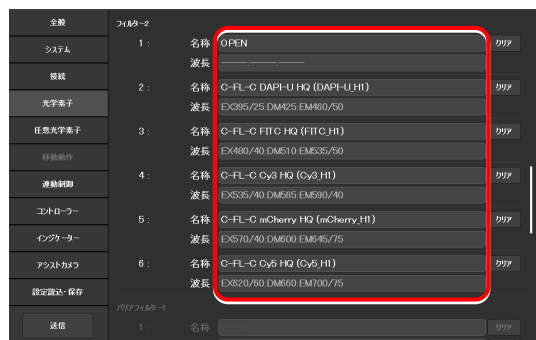 全般
システム
接続
光学素子
任意光学素子
移動動作
連動制御
コントローラー
インジケーター
アシストカメラ
設定読込・保存
送信
フィルター2
1 : 名称 OPEN クリア
波長
2 : 名称 C-FL-C DAPI-U HQ (DAPI-U_H1) クリア
波長 EX395/25:DM425:EM460/50
3 : 名称 C-FL-C FITC HQ (FITC_H1) クリア
波長 EX480/40:DM510:EM535/50
4 : 名称 C-FL-C Cy3 HQ (Cy3_H1) クリア
波長 EX535/40:DM565:EM590/40
5 : 名称 C-FL-C mCherry HQ (mCherry_H1) クリア
波長 EX570/40:DM600:EM645/75
6 : 名称 C-FL-C Cy5 HQ (Cy5_H1) クリア
波長 EX620/60:DM660:EM700/75
バリアフィルター1
1 : 名称 クリア